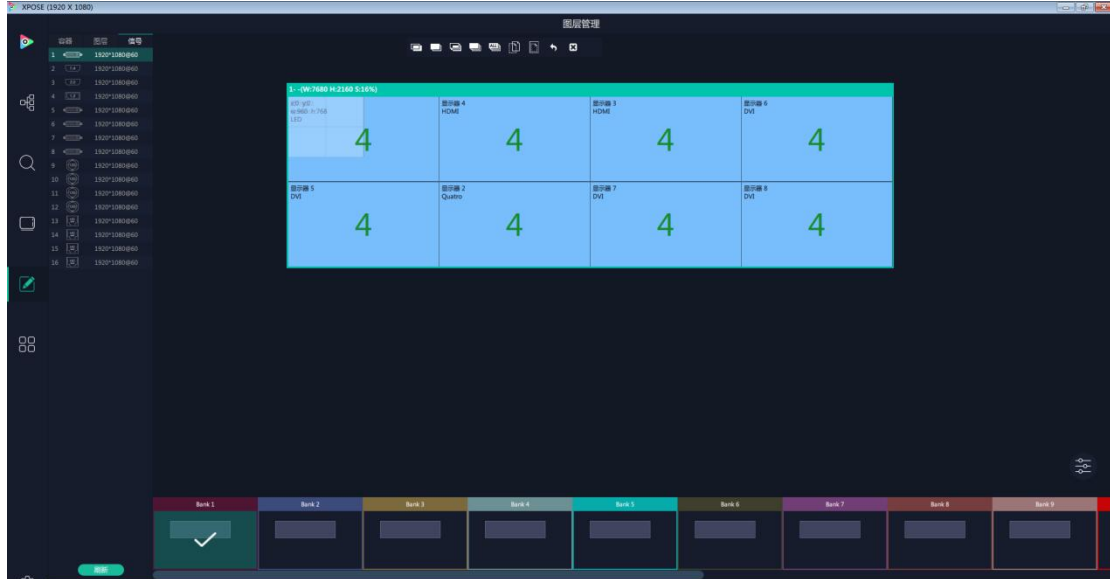 XPOSE (1920 X 1080)
图层管理
容器 图层 信号
1 1920*1080@60
2 1920*1080@60
3 1920*1080@60
4 1920*1080@60
5 1920*1080@60
6 1920*1080@60
7 1920*1080@60
8 1920*1080@60
9 1920*1080@60
10 1920*1080@60
11 1920*1080@60
12 1920*1080@60
13 1920*1080@60
14 1920*1080@60
15 1920*1080@60
16 1920*1080@60
刷新
1- -(W:7680 H:2160 S:16%)
x:0 y:0
w:960 h:768
LED
4
显示器 4
HDMI
4
显示器 3
HDMI
4
显示器 6
DVI
4
显示器 5
DVI
4
显示器 2
Quatro
4
显示器 7
DVI
4
显示器 8
DVI
4
Bank 1 Bank 2 Bank 3 Bank 4 Bank 5 Bank 6 Bank 7 Bank 8 Bank 9